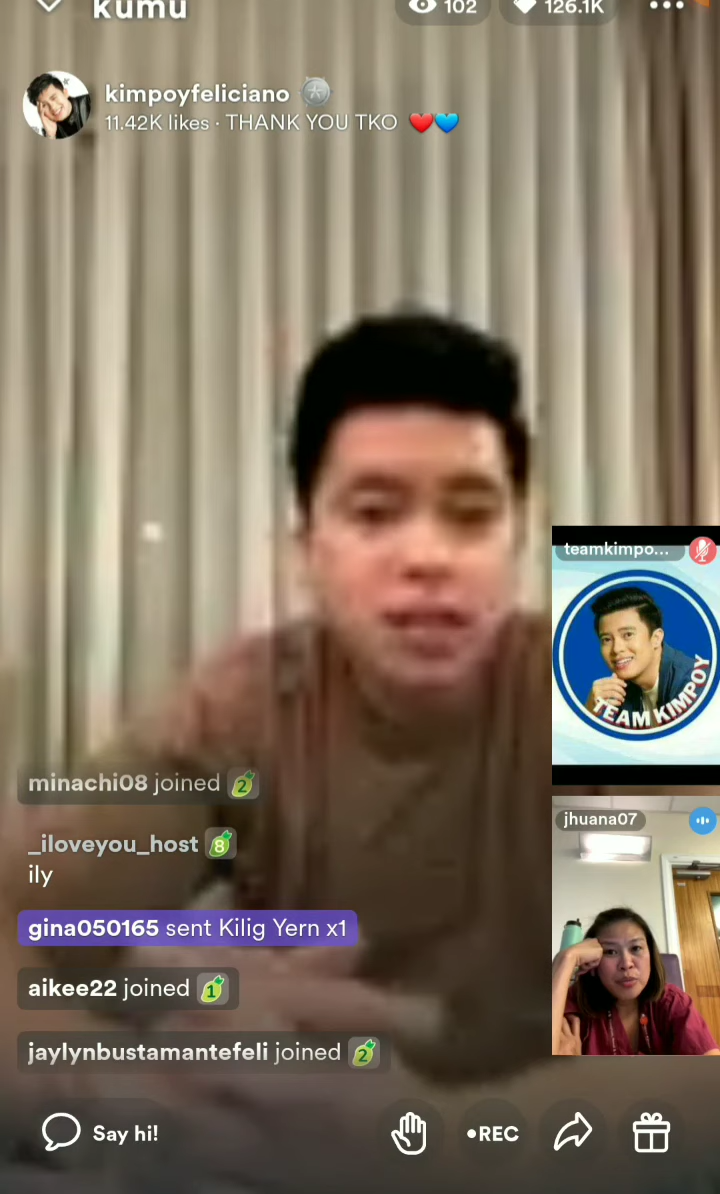 kumu
102
126.1K
kimpoyfeliciano
11.42K likes · THANK YOU TKO ❤️💙
teamkimpo...
TEAM KIMPOY
minachi08 joined 2
_iloveyou_host 8
ily
jhuana07
gina050165 sent Kilig Yern x1
aikee22 joined 1
jaylynbustamantefeli joined 2
Say hi!
•REC